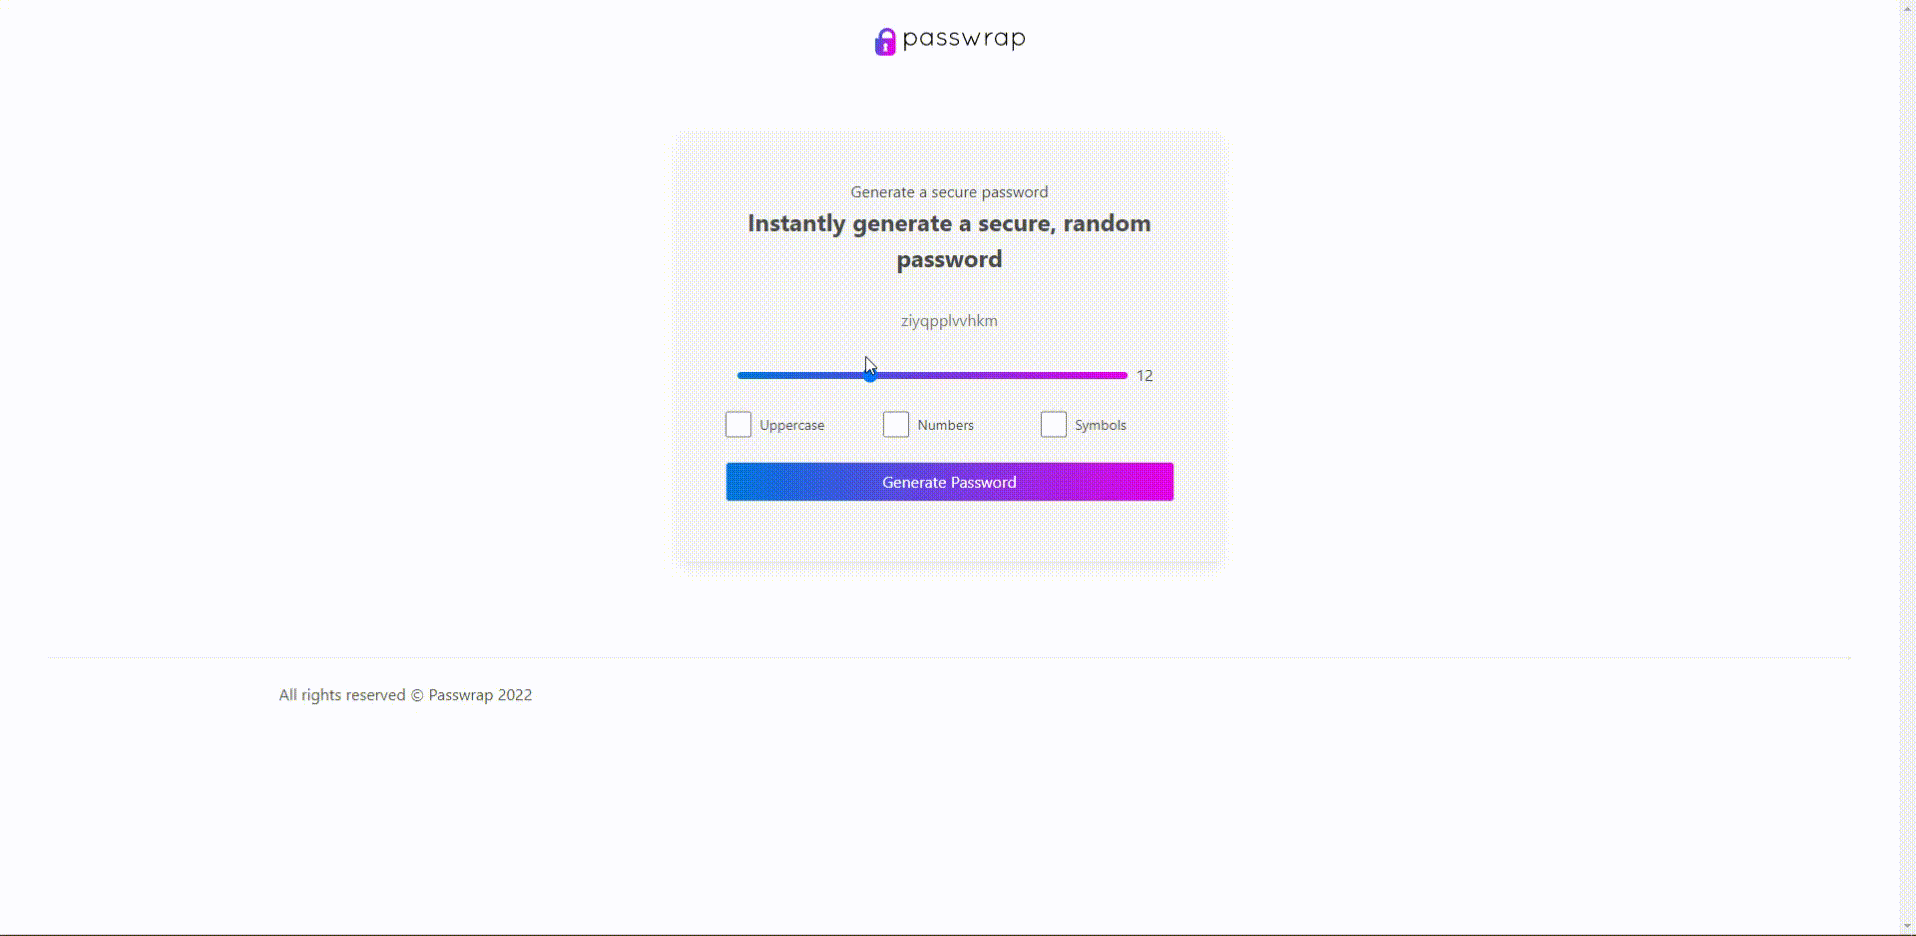 passwrap
Generate a secure password
Instantly generate a secure, random
password
ziyqpplvvhkm
12
Uppercase
Numbers
Symbols
Generate Password
All rights reserved © Passwrap 2022